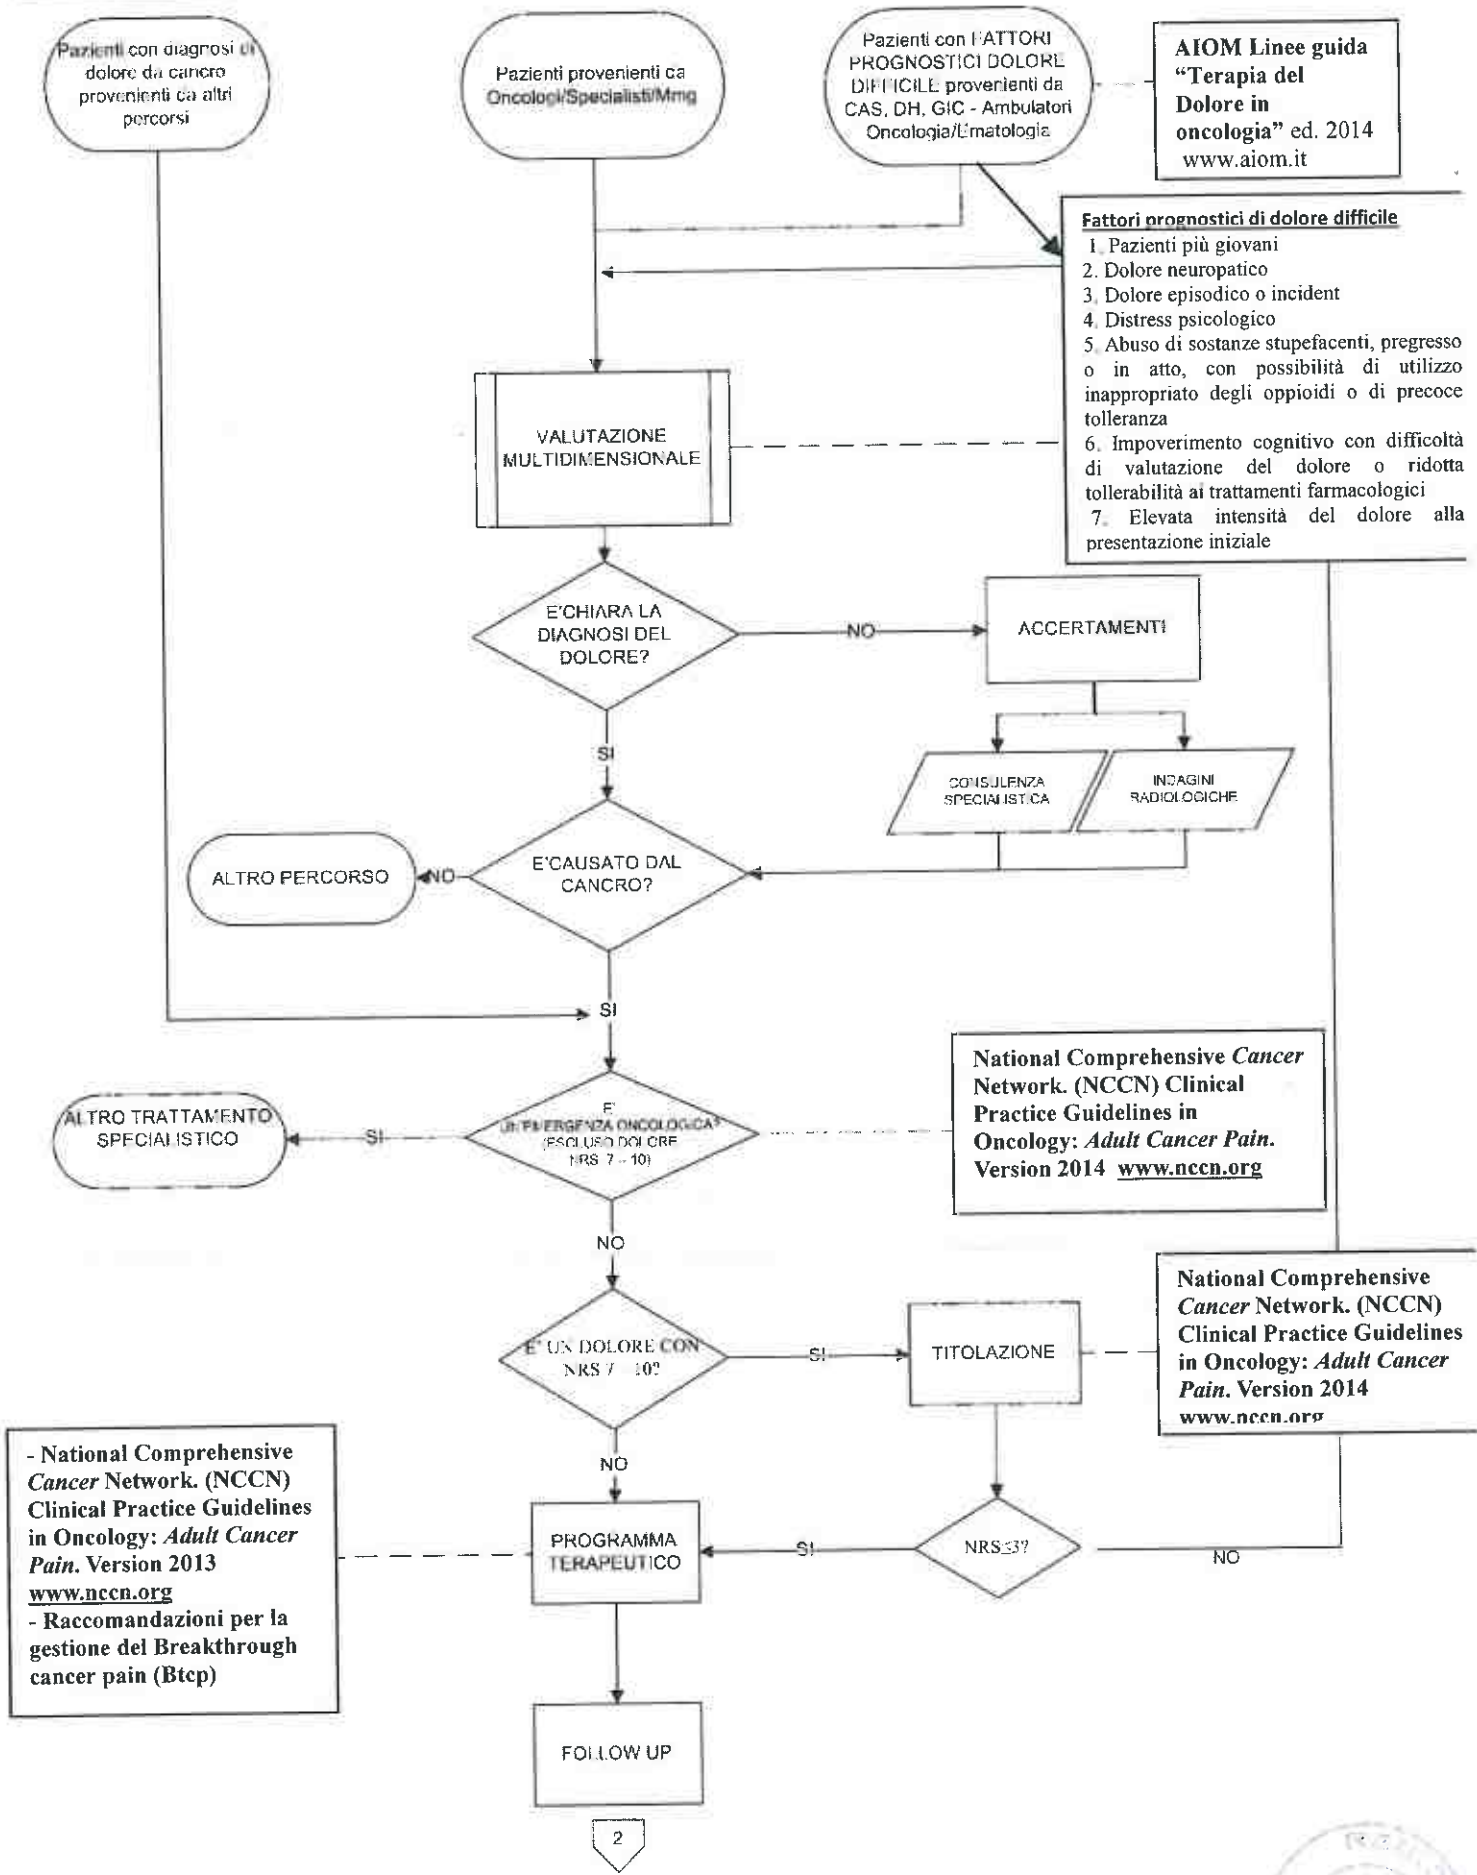 Pazienti con diagnosi di
dolore da cancro
provenienti da altri
percorsi
Pazienti provenienti da
Oncologi/Specialisti/Mmg
Pazienti con FATTORI
PROGNOSTICI DOLORE
DIFFICILE provenienti da
CAS, DH, GIC - Ambulatori
Oncologia/Ematologia
AIOM Linee guida
“Terapia del
Dolore in
oncologia” ed. 2014
www.aiom.it
Fattori prognostici di dolore difficile
1. Pazienti più giovani
2. Dolore neuropatico
3. Dolore episodico o incident
4. Distress psicologico
5. Abuso di sostanze stupefacenti, pregresso
o in atto, con possibilità di utilizzo
inappropriato degli oppioidi o di precoce
tolleranza
6. Impoverimento cognitivo con difficoltà
di valutazione del dolore o ridotta
tollerabilità ai trattamenti farmacologici
7. Elevata intensità del dolore alla
presentazione iniziale
VALUTAZIONE
MULTIDIMENSIONALE
E'CHIARA LA
DIAGNOSI DEL
DOLORE?
NO
ACCERTAMENTI
SI
CONSULENZA
SPECIALISTICA
INDAGINI
RADIOLOGICHE
E'CAUSATO DAL
CANCRO?
NO
ALTRO PERCORSO
SI
E'
UN'EMERGENZA ONCOLOGICA?
(ESCLUSO DOLORE
NRS 7 - 10)
SI
ALTRO TRATTAMENTO
SPECIALISTICO
National Comprehensive Cancer
Network. (NCCN) Clinical
Practice Guidelines in
Oncology: Adult Cancer Pain.
Version 2014 www.nccn.org
NO
E' UN DOLORE CON
NRS 7 - 10?
SI
TITOLAZIONE
National Comprehensive
Cancer Network. (NCCN)
Clinical Practice Guidelines
in Oncology: Adult Cancer
Pain. Version 2014
www.nccn.org
NO
- National Comprehensive
Cancer Network. (NCCN)
Clinical Practice Guidelines
in Oncology: Adult Cancer
Pain. Version 2013
www.nccn.org
- Raccomandazioni per la
gestione del Breakthrough
cancer pain (Btcp)
PROGRAMMA
TERAPEUTICO
SI
NRS≤3?
NO
FOLLOW UP
2